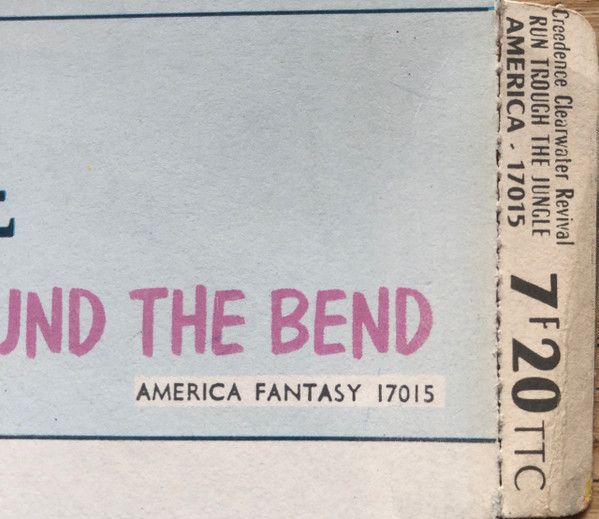 UND THE BEND
AMERICA FANTASY 17015
Creedence Clearwater Revival
RUN TROUGH THE JUNGLE
AMERICA - 17015
7F20 TTC